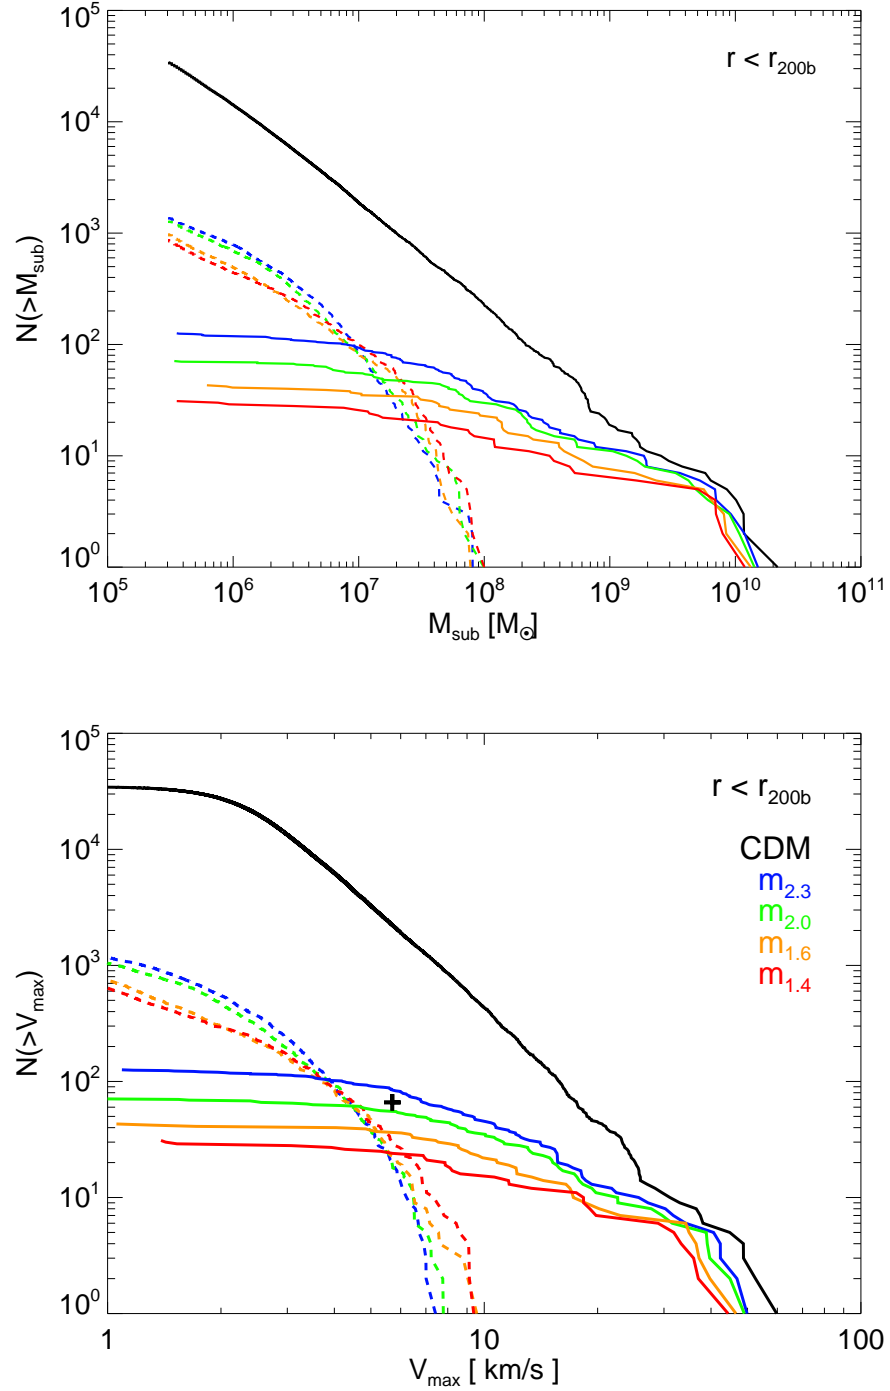 10^5
10^4
10^3
10^2
10^1
10^0
N(>M_sub)
r < r_200b
10^5 10^6 10^7 10^8 10^9 10^10 10^11
M_sub [M_☉]
10^5
10^4
10^3
10^2
10^1
10^0
N(>V_max)
r < r_200b
CDM
m_2.3
m_2.0
m_1.6
m_1.4
1 10 100
V_max [ km/s ]